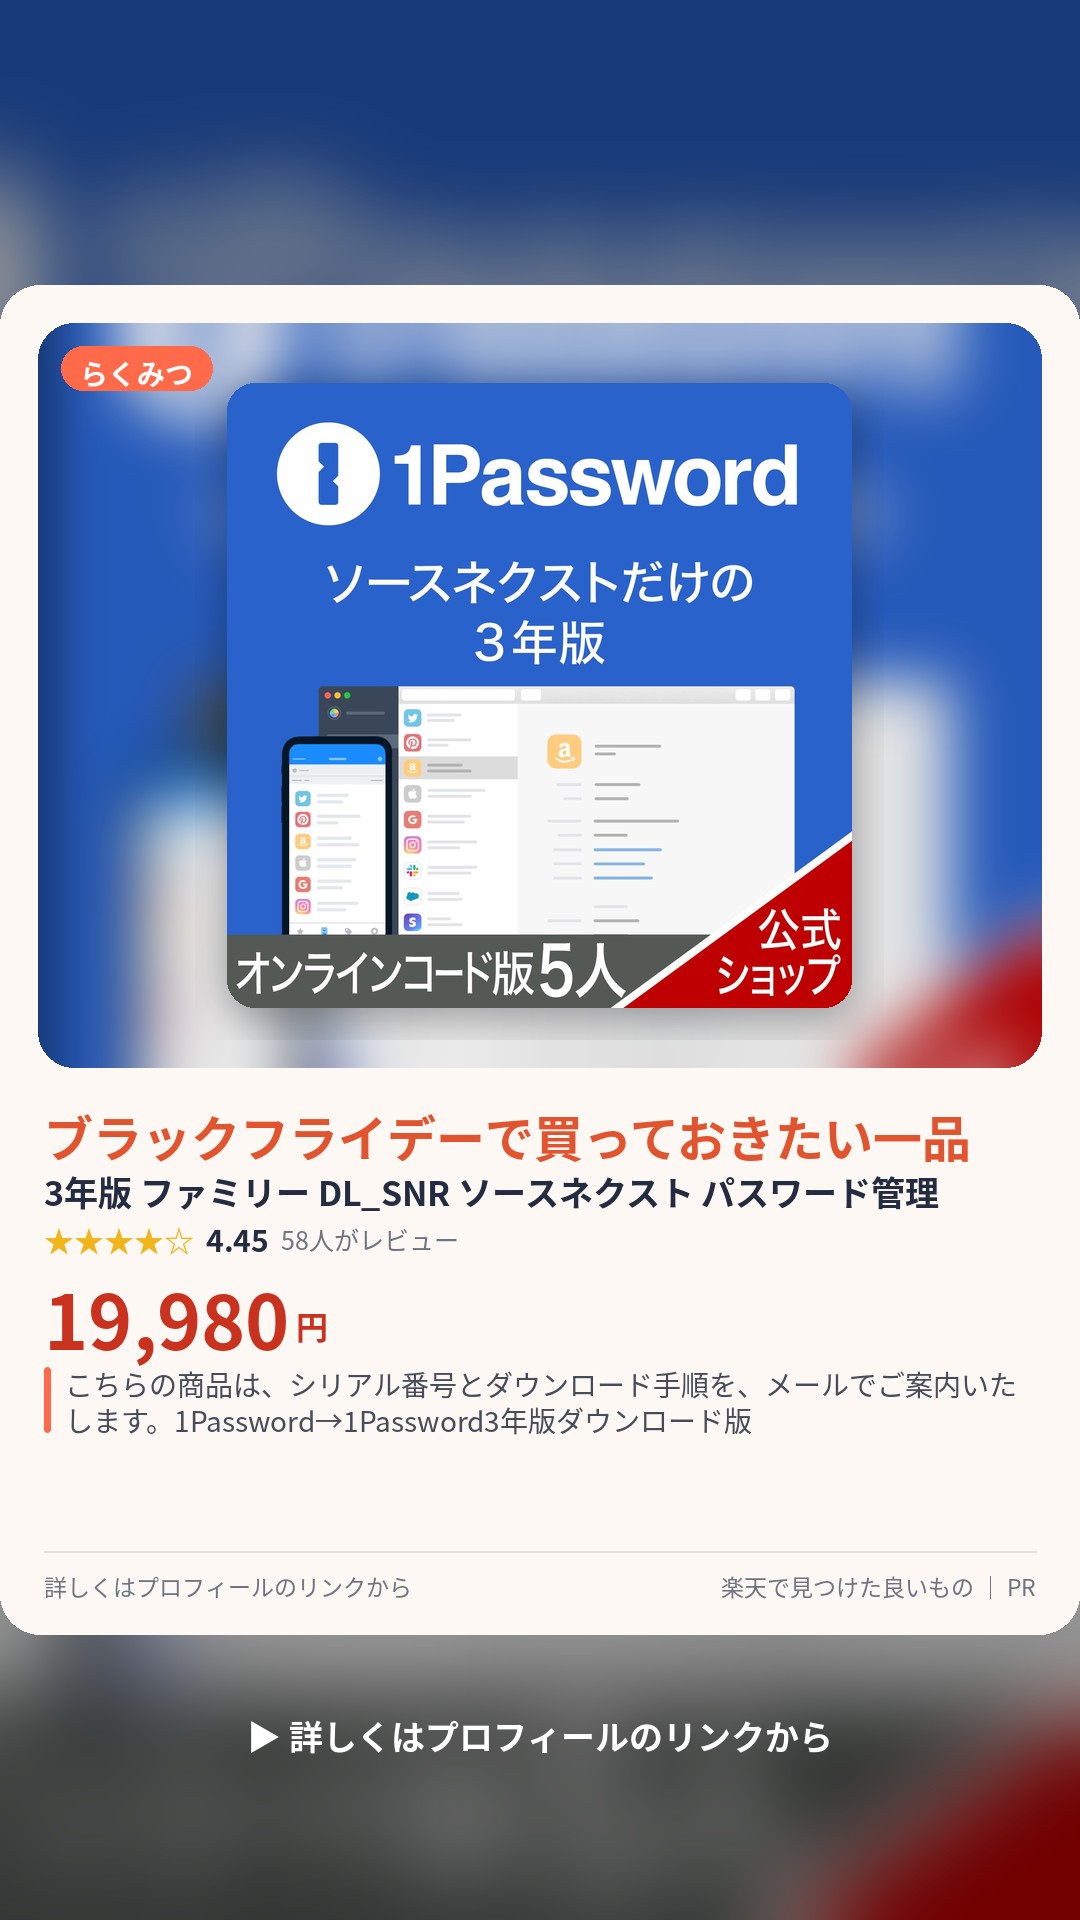 らくみつ
1Password
ソースネクストだけの
3年版
オンラインコード版5人
公式
ショップ
ブラックフライデーで買っておきたい一品
3年版 ファミリー DL_SNR ソースネクスト パスワード管理
★★★★☆ 4.45 58人がレビュー
19,980円
こちらの商品は、シリアル番号とダウンロード手順を、メールでご案内いた
します。1Password→1Password3年版ダウンロード版
詳しくはプロフィールのリンクから
楽天で見つけた良いもの｜PR
▶ 詳しくはプロフィールのリンクから